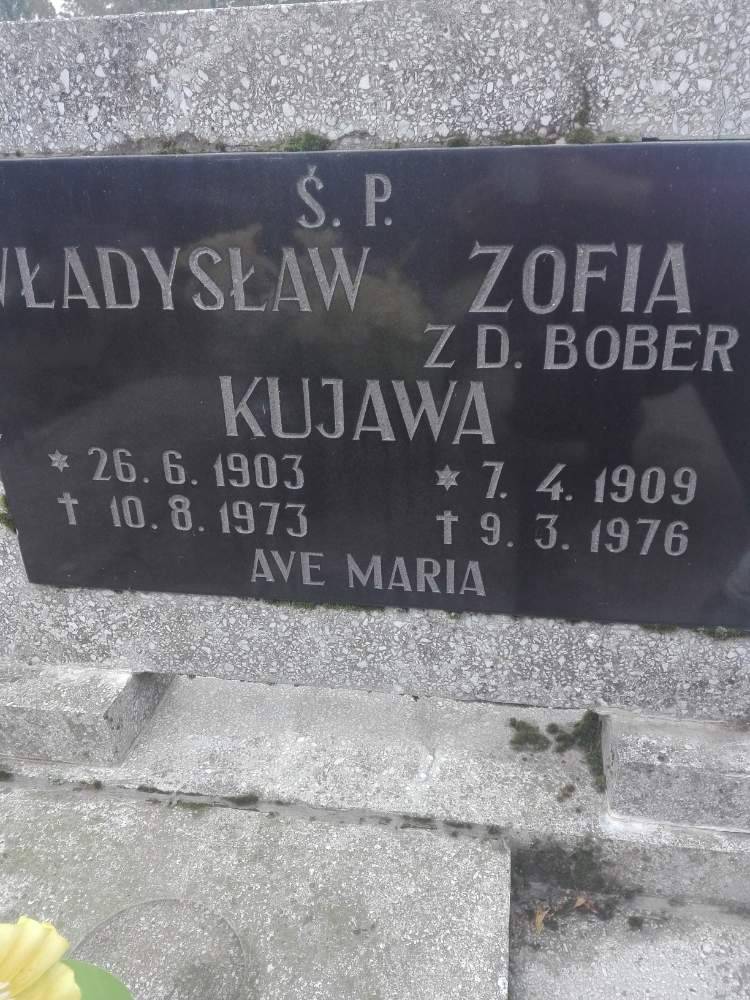 Ś. P.
WŁADYSŁAW ZOFIA
Z D. BOBER
KUJAWA
* 26. 6. 1903 * 7. 4. 1909
† 10. 8. 1973 † 9. 3. 1976
AVE MARIA